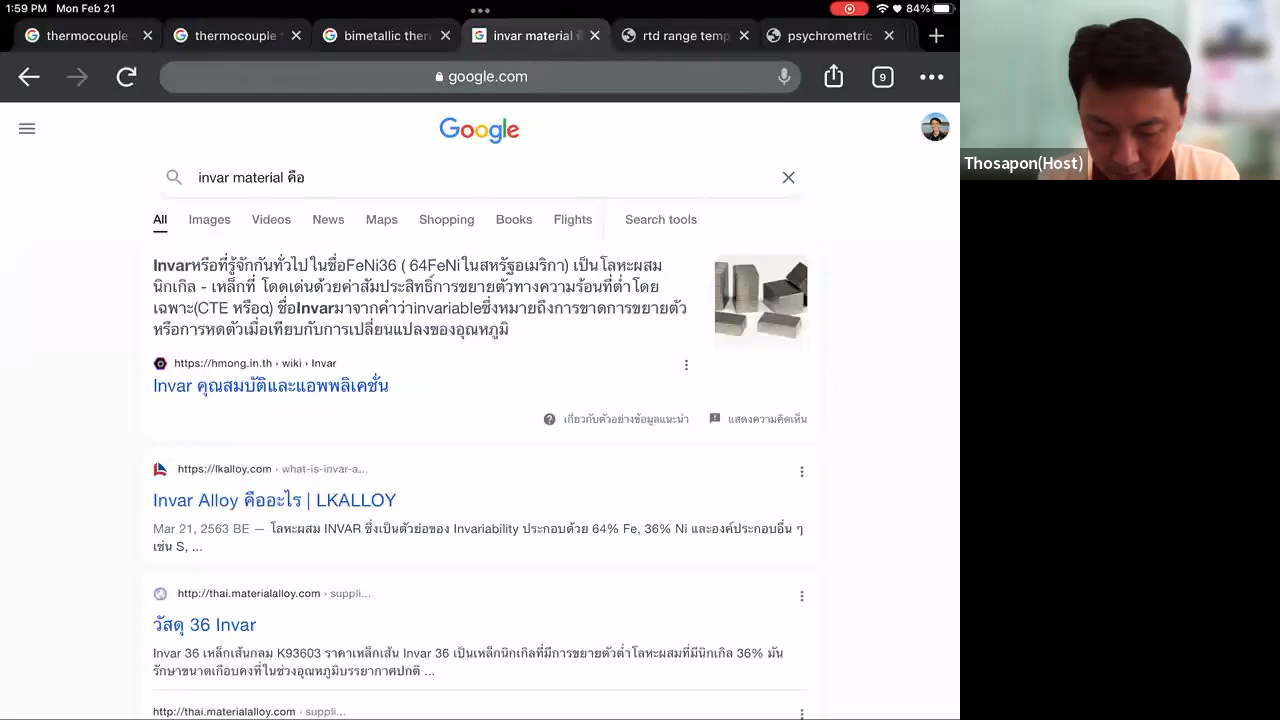 1:59 PM Mon Feb 21
84%
thermocouple
thermocouple t
bimetallic ther
invar material
rtd range temp
psychrometric
google.com
9
Google
invar material คือ
All Images Videos News Maps Shopping Books Flights Search tools
Invarหรือที่รู้จักกันทั่วไปในชื่อFeNi36 ( 64FeNiในสหรัฐอเมริกา) เป็นโลหะผสม
นิกเกิล - เหล็กที่ โดดเด่นด้วยค่าสัมประสิทธิ์การขยายตัวทางความร้อนที่ต่ำโดย
เฉพาะ(CTE หรือα) ชื่อInvarมาจากคำว่าinvariableซึ่งหมายถึงการขาดการขยายตัว
หรือการหดตัวเมื่อเทียบกับการเปลี่ยนแปลงของอุณหภูมิ
https://hmong.in.th › wiki › Invar
Invar คุณสมบัติและแอพพลิเคชั่น
เกี่ยวกับตัวอย่างข้อมูลแนะนำ
แสดงความคิดเห็น
https://lkalloy.com › what-is-invar-a...
Invar Alloy คืออะไร | LKALLOY
Mar 21, 2563 BE — โลหะผสม INVAR ซึ่งเป็นตัวย่อของ Invariability ประกอบด้วย 64% Fe, 36% Ni และองค์ประกอบอื่น ๆ
เช่น S, ...
http://thai.materialalloy.com › suppli...
วัสดุ 36 Invar
Invar 36 เหล็กเส้นกลม K93603 ราคาเหล็กเส้น Invar 36 เป็นเหล็กนิกเกิลที่มีการขยายตัวต่ำโลหะผสมที่มีนิกเกิล 36% มัน
รักษาขนาดเกือบคงที่ในช่วงอุณหภูมิบรรยากาศปกติ ...
http://thai.materialalloy.com › suppli...
Thosapon(Host)